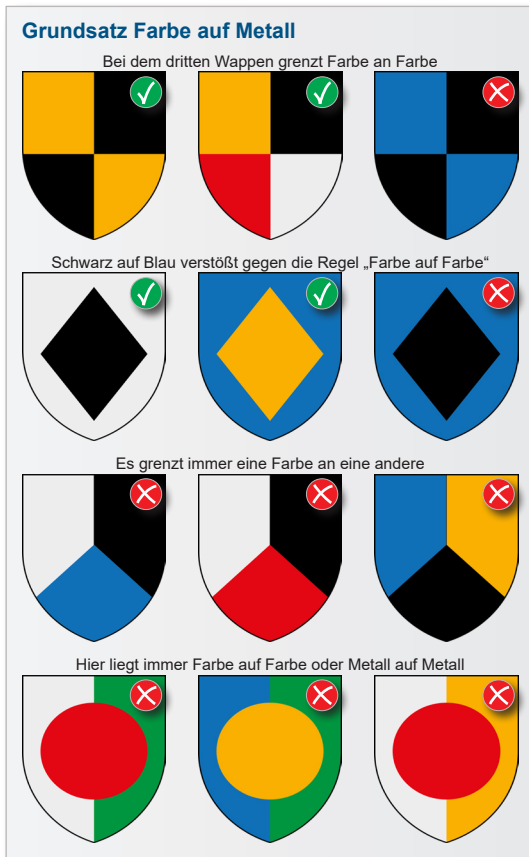 Grundsatz Farbe auf Metall
Bei dem dritten Wappen grenzt Farbe an Farbe
Schwarz auf Blau verstößt gegen die Regel „Farbe auf Farbe“
Es grenzt immer eine Farbe an eine andere
Hier liegt immer Farbe auf Farbe oder Metall auf Metall